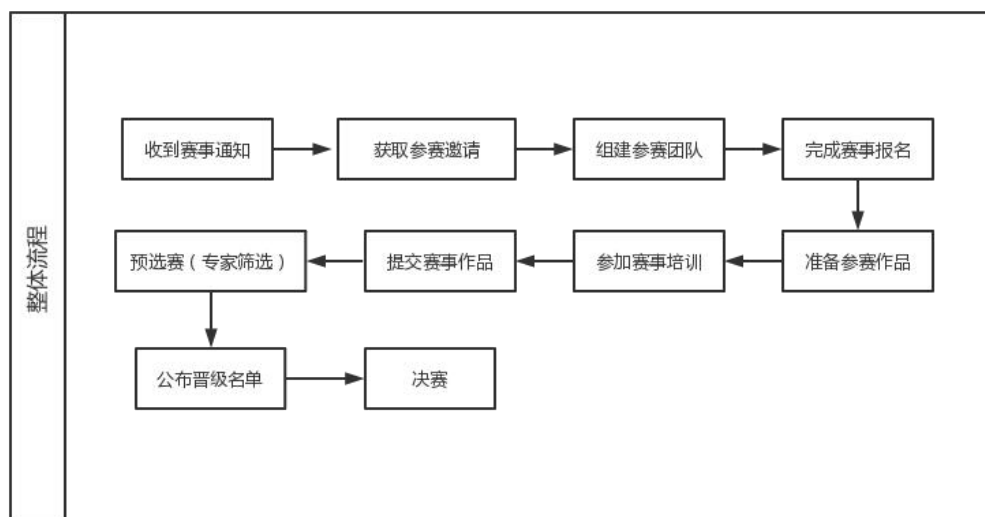 整体流程
收到赛事通知
获取参赛邀请
组建参赛团队
完成赛事报名
准备参赛作品
参加赛事培训
提交赛事作品
预选赛（专家筛选）
公布晋级名单
决赛